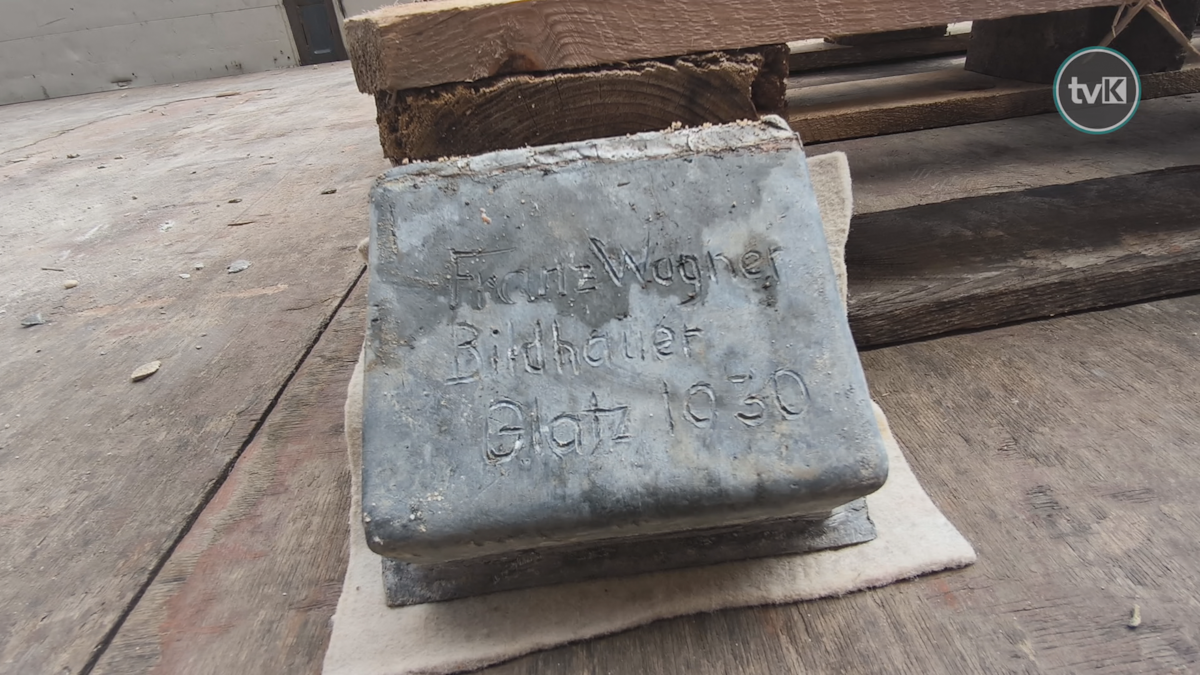 tvK
Franz Wagner
Bildhauer
Glatz 1930